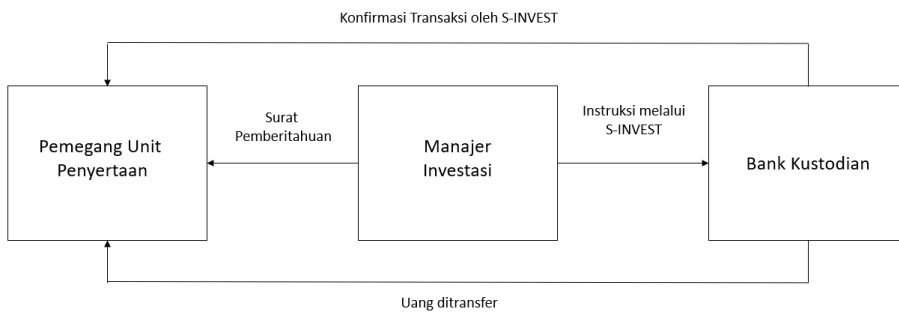 Konfirmasi Transaksi oleh S-INVEST
Surat
Pemberitahuan
Instruksi melalui
S-INVEST
Pemegang Unit
Penyertaan
Manajer
Investasi
Bank Kustodian
Uang ditransfer